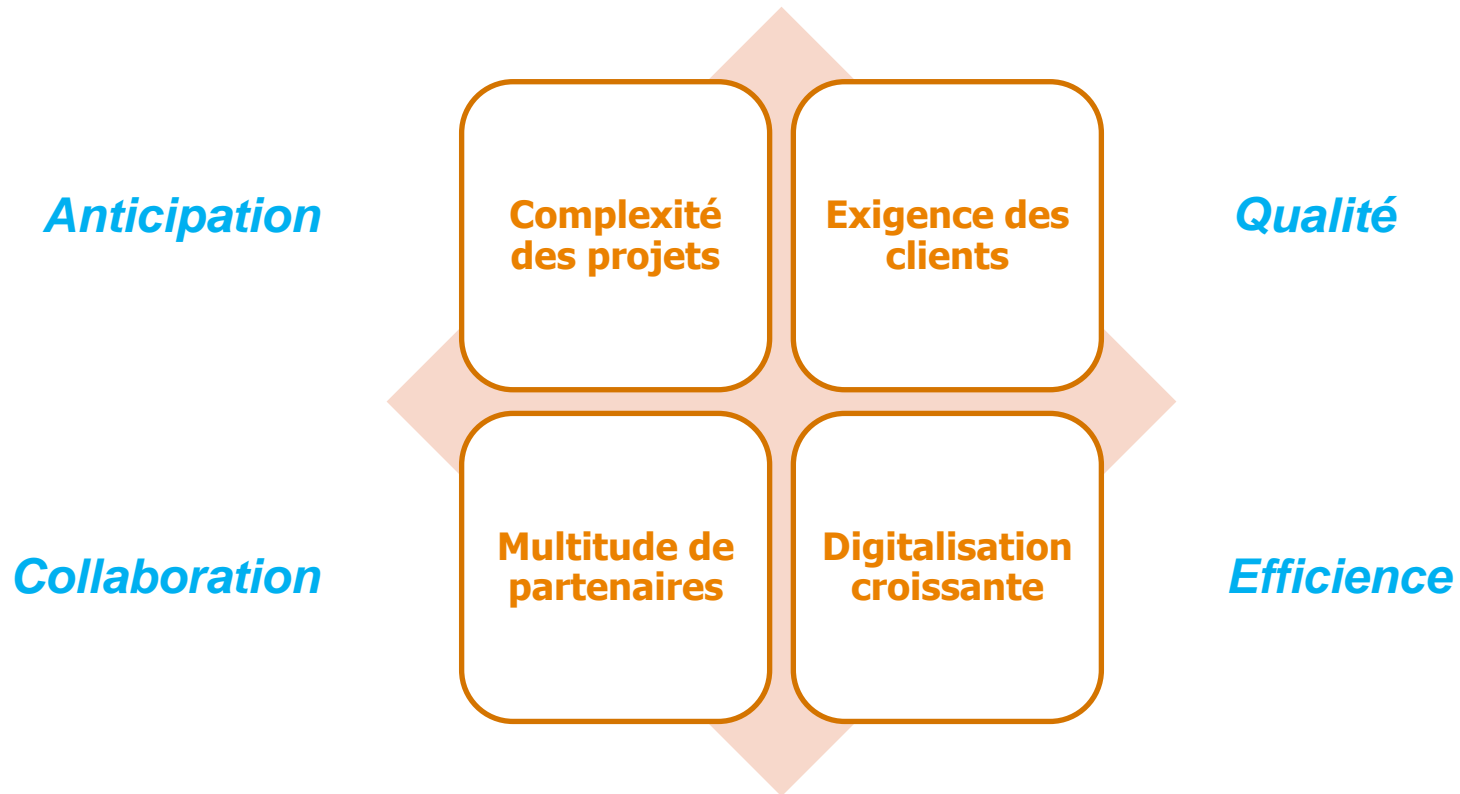 Anticipation
Complexité
des projets
Exigence des
clients
Qualité
Collaboration
Multitude de
partenaires
Digitalisation
croissante
Efficience